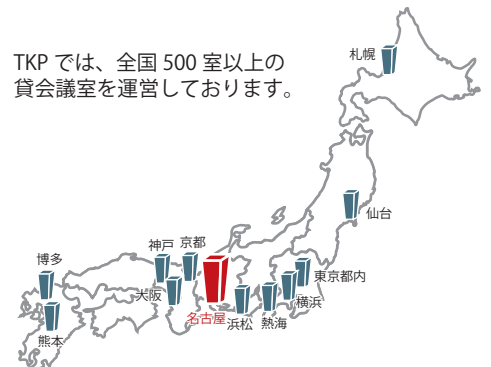 TKP では、全国 500 室以上の
貸会議室を運営しております。
札幌
仙台
神戸
京都
博多
東京都内
大阪
横浜
名古屋
浜松
熱海
熊本